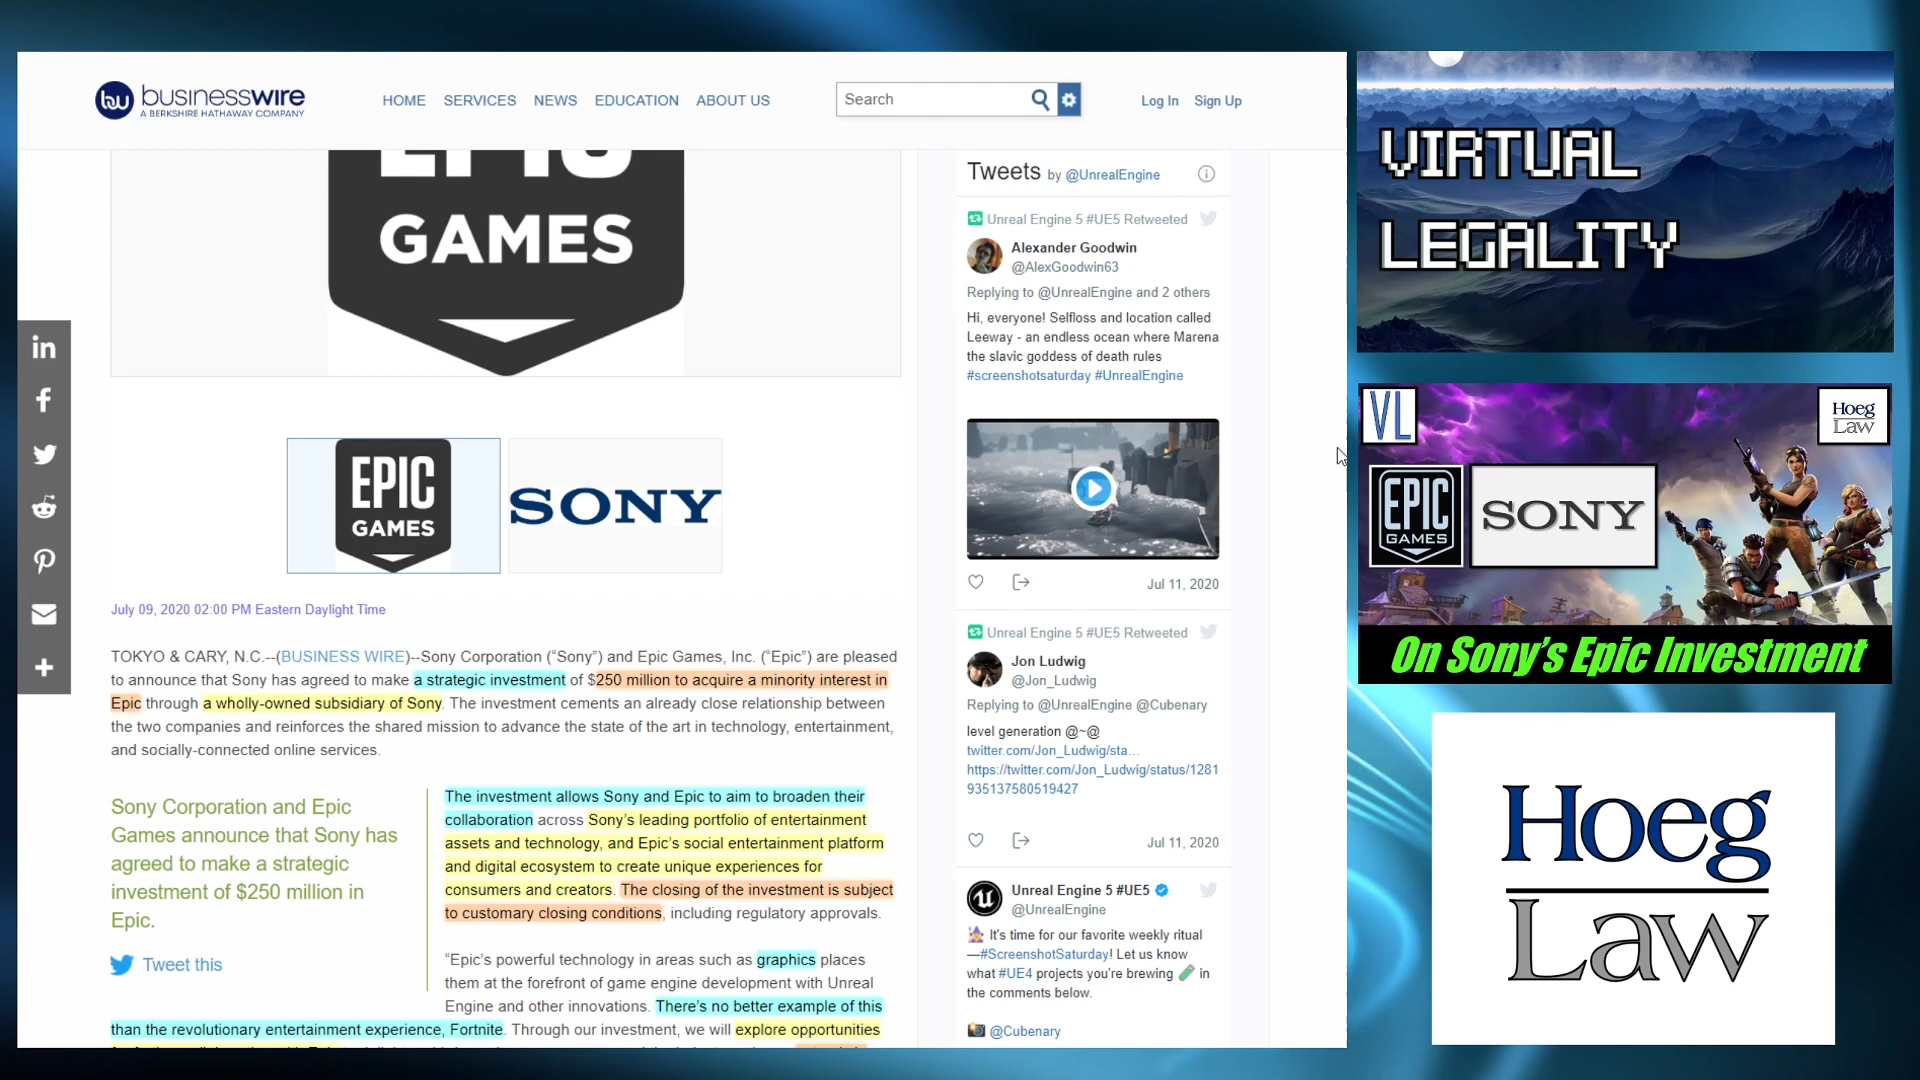 businesswire
A BERKSHIRE HATHAWAY COMPANY
HOME SERVICES NEWS EDUCATION ABOUT US
Search
Log In Sign Up
EPIC
GAMES
EPIC
GAMES
SONY
July 09, 2020 02:00 PM Eastern Daylight Time
TOKYO & CARY, N.C.--(BUSINESS WIRE)--Sony Corporation (“Sony”) and Epic Games, Inc. (“Epic”) are pleased
to announce that Sony has agreed to make a strategic investment of $250 million to acquire a minority interest in
Epic through a wholly-owned subsidiary of Sony. The investment cements an already close relationship between
the two companies and reinforces the shared mission to advance the state of the art in technology, entertainment,
and socially-connected online services.
Sony Corporation and Epic
Games announce that Sony has
agreed to make a strategic
investment of $250 million in
Epic.
Tweet this
The investment allows Sony and Epic to aim to broaden their
collaboration across Sony’s leading portfolio of entertainment
assets and technology, and Epic’s social entertainment platform
and digital ecosystem to create unique experiences for
consumers and creators. The closing of the investment is subject
to customary closing conditions, including regulatory approvals.
“Epic’s powerful technology in areas such as graphics places
them at the forefront of game engine development with Unreal
Engine and other innovations. There’s no better example of this
than the revolutionary entertainment experience, Fortnite. Through our investment, we will explore opportunities
Tweets by @UnrealEngine
Unreal Engine 5 #UE5 Retweeted
Alexander Goodwin
@AlexGoodwin63
Replying to @UnrealEngine and 2 others
Hi, everyone! Selfloss and location called
Leeway - an endless ocean where Marena
the slavic goddess of death rules
#screenshotsaturday #UnrealEngine
Jul 11, 2020
Unreal Engine 5 #UE5 Retweeted
Jon Ludwig
@Jon_Ludwig
Replying to @UnrealEngine @Cubenary
level generation @~@
twitter.com/Jon_Ludwig/sta…
https://twitter.com/Jon_Ludwig/status/1281
935137580519427
Jul 11, 2020
Unreal Engine 5 #UE5
@UnrealEngine
It's time for our favorite weekly ritual
—#ScreenshotSaturday! Let us know
what #UE4 projects you're brewing 🧪 in
the comments below.
📸 @Cubenary
VIRTUAL
LEGALITY
VL
Hoeg
Law
EPIC
GAMES
SONY
On Sony's Epic Investment
Hoeg
Law